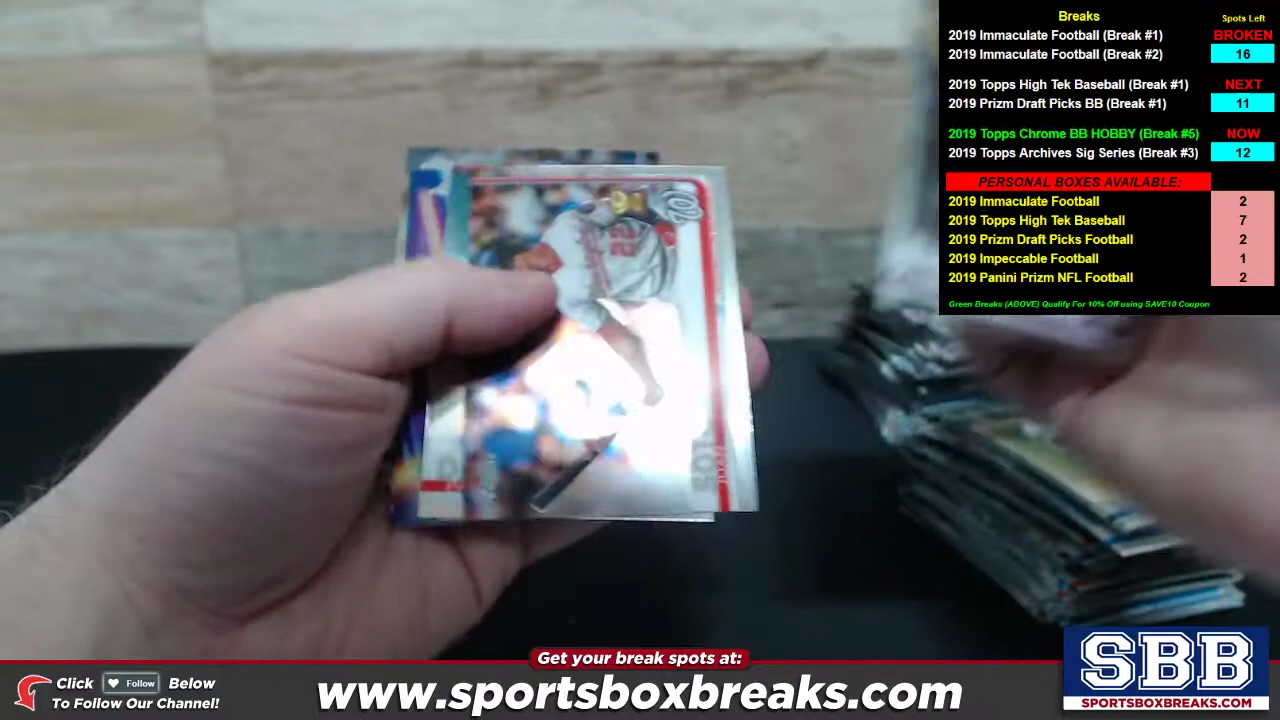 Breaks Spots Left
2019 Immaculate Football (Break #1) BROKEN
2019 Immaculate Football (Break #2) 16
2019 Topps High Tek Baseball (Break #1) NEXT
2019 Prizm Draft Picks BB (Break #1) 11
2019 Topps Chrome BB HOBBY (Break #5) NOW
2019 Topps Archives Sig Series (Break #3) 12
PERSONAL BOXES AVAILABLE:
2019 Immaculate Football 2
2019 Topps High Tek Baseball 7
2019 Prizm Draft Picks Football 2
2019 Impeccable Football 1
2019 Panini Prizm NFL Football 2
Green Breaks (ABOVE) Qualify For 10% Off using SAVE10 Coupon
Get your break spots at:
Click Follow Below
To Follow Our Channel!
www.sportsboxbreaks.com
SBB
SPORTSBOXBREAKS.COM